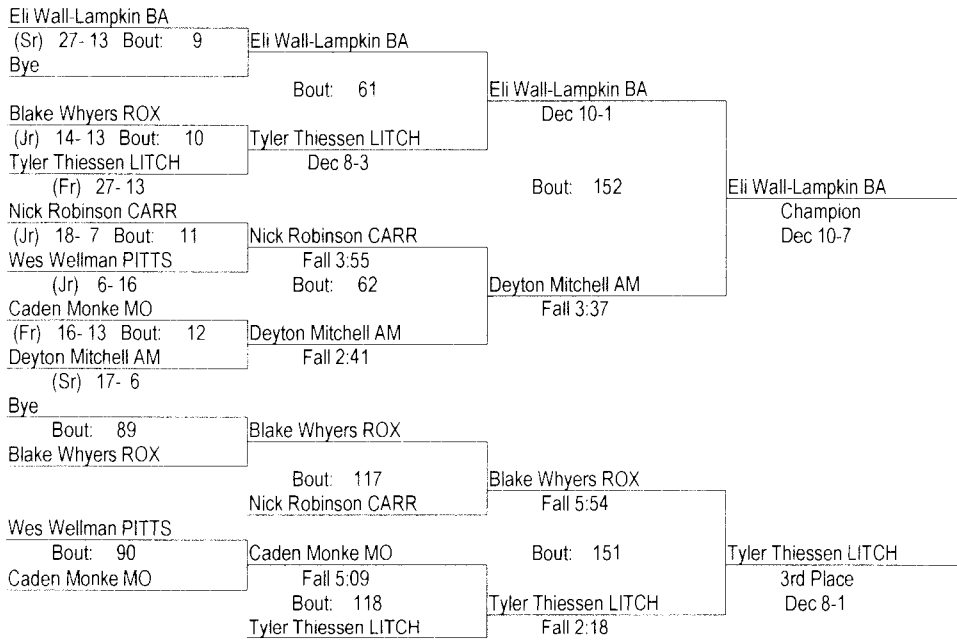 Eli Wall-Lampkin BA
(Sr) 27- 13 Bout: 9
Eli Wall-Lampkin BA
Bye
Bout: 61
Eli Wall-Lampkin BA
Blake Whyers ROX
Dec 10-1
(Jr) 14- 13 Bout: 10
Tyler Thiessen LITCH
Tyler Thiessen LITCH
Dec 8-3
(Fr) 27- 13
Bout: 152
Eli Wall-Lampkin BA
Nick Robinson CARR
Champion
(Jr) 18- 7 Bout: 11
Nick Robinson CARR
Dec 10-7
Wes Wellman PITTS
Fall 3:55
(Jr) 6- 16
Bout: 62
Deyton Mitchell AM
Caden Monke MO
Fall 3:37
(Fr) 16- 13 Bout: 12
Deyton Mitchell AM
Deyton Mitchell AM
Fall 2:41
(Sr) 17- 6
Bye
Bout: 89
Blake Whyers ROX
Blake Whyers ROX
Bout: 117
Blake Whyers ROX
Nick Robinson CARR
Fall 5:54
Wes Wellman PITTS
Bout: 90
Caden Monke MO
Bout: 151
Tyler Thiessen LITCH
Caden Monke MO
Fall 5:09
3rd Place
Bout: 118
Tyler Thiessen LITCH
Dec 8-1
Tyler Thiessen LITCH
Fall 2:18